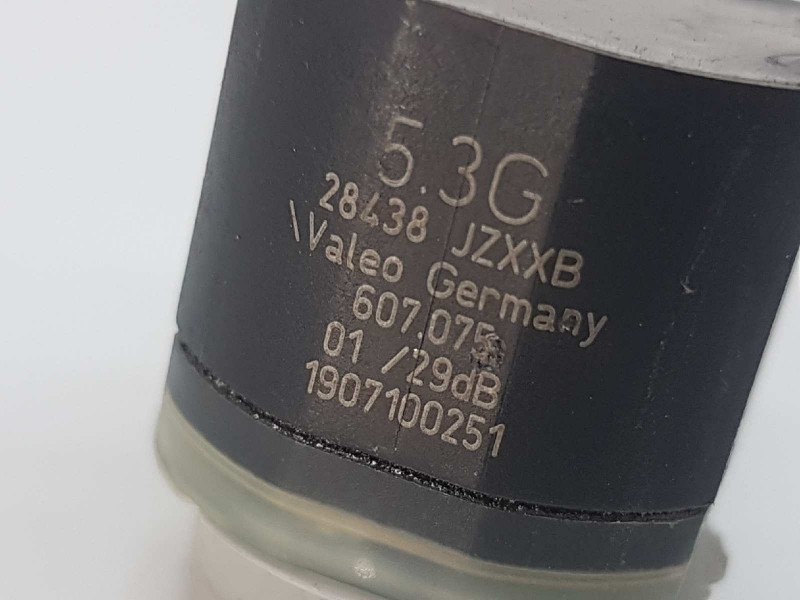 5.3G
28438 JZXXB
\Valeo Germany
607.075
01 /29dB
1907100251